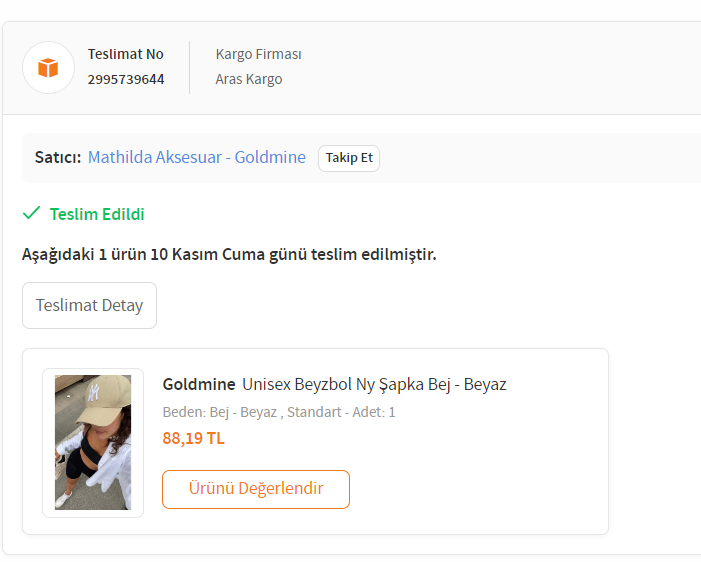 Teslimat No
2995739644
Kargo Firması
Aras Kargo
Satıcı: Mathilda Aksesuar - Goldmine
Takip Et
Teslim Edildi
Aşağıdaki 1 ürün 10 Kasım Cuma günü teslim edilmiştir.
Teslimat Detay
Goldmine Unisex Beyzbol Ny Şapka Bej - Beyaz
Beden: Bej - Beyaz , Standart - Adet: 1
88,19 TL
Ürünü Değerlendir